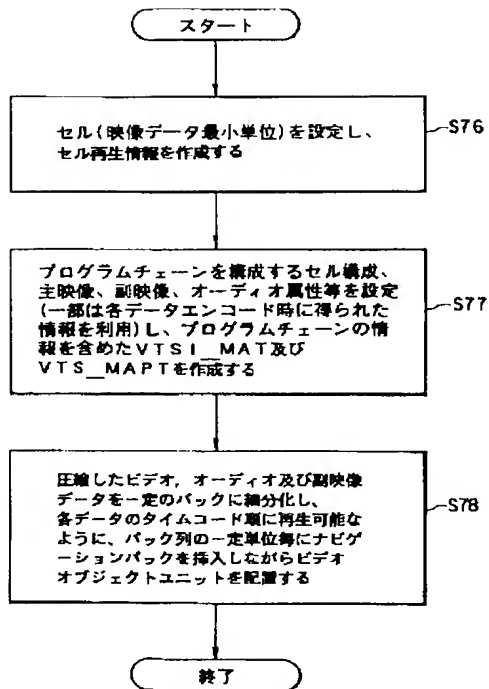 スタート
セル(映像データ最小単位)を設定し、
セル再生情報を作成する
S76
プログラムチェーンを構成するセル構成、
主映像、副映像、オーディオ属性等を設定
(一部は各データエンコード時に得られた
情報を利用)し、プログラムチェーンの情
報を含めたVTSI_MAT及び
VTS_MAPTを作成する
S77
圧縮したビデオ,オーディオ及び副映像
データを一定のパックに細分化し、
各データのタイムコード順に再生可能な
ように、パック列の一定単位毎にナビゲ
ーションパックを挿入しながらビデオ
オブジェクトユニットを配置する
S78
終了